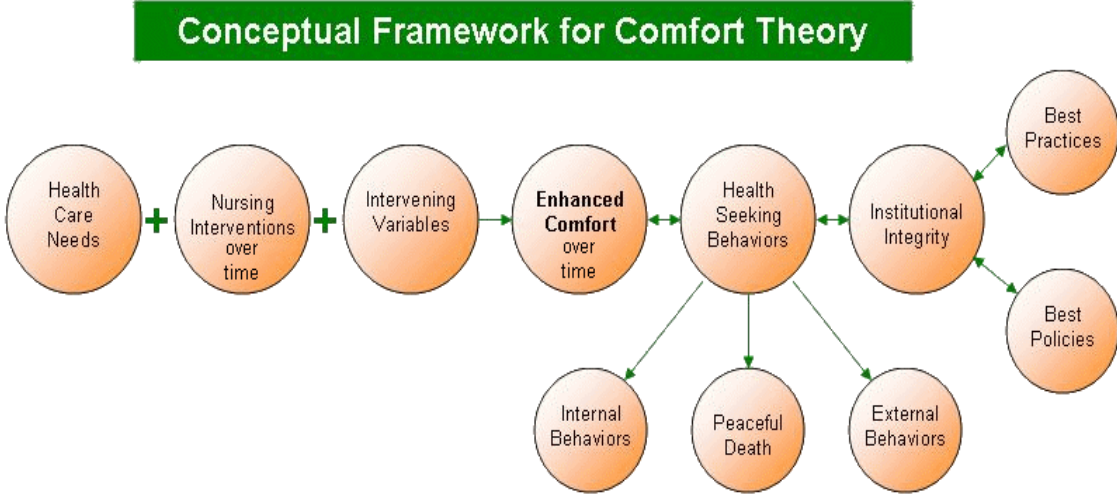 Conceptual Framework for Comfort Theory
Health
Care
Needs
+
Nursing
Interventions
over
time
+
Intervening
Variables
Enhanced
Comfort
over
time
Health
Seeking
Behaviors
Institutional
Integrity
Best
Practices
Best
Policies
Internal
Behaviors
Peaceful
Death
External
Behaviors